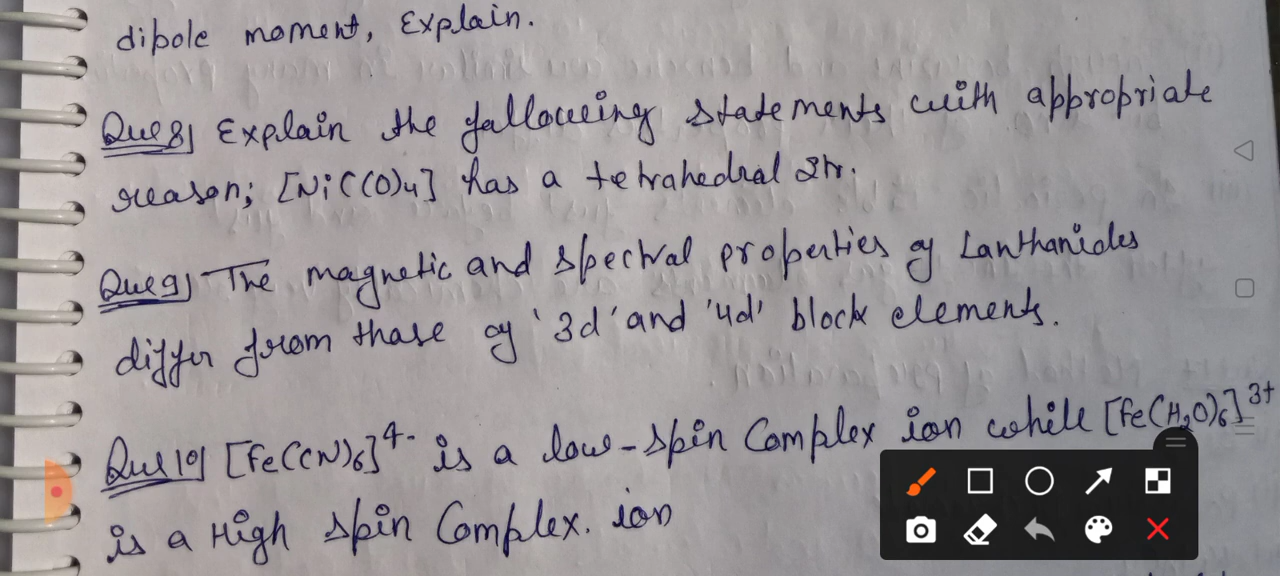 dipole moment, Explain.
Que 8) Explain the following statements with appropriate
reason; [Ni(CO)4] has a tetrahedral str.
Que 9) The magnetic and spectral properties of Lanthanides
differ from those of '3d' and '4d' block elements.
Que 10) [Fe(CN)6]4- is a low-spin Complex ion while [Fe(H2O)6]3+
is a High spin Complex. ion